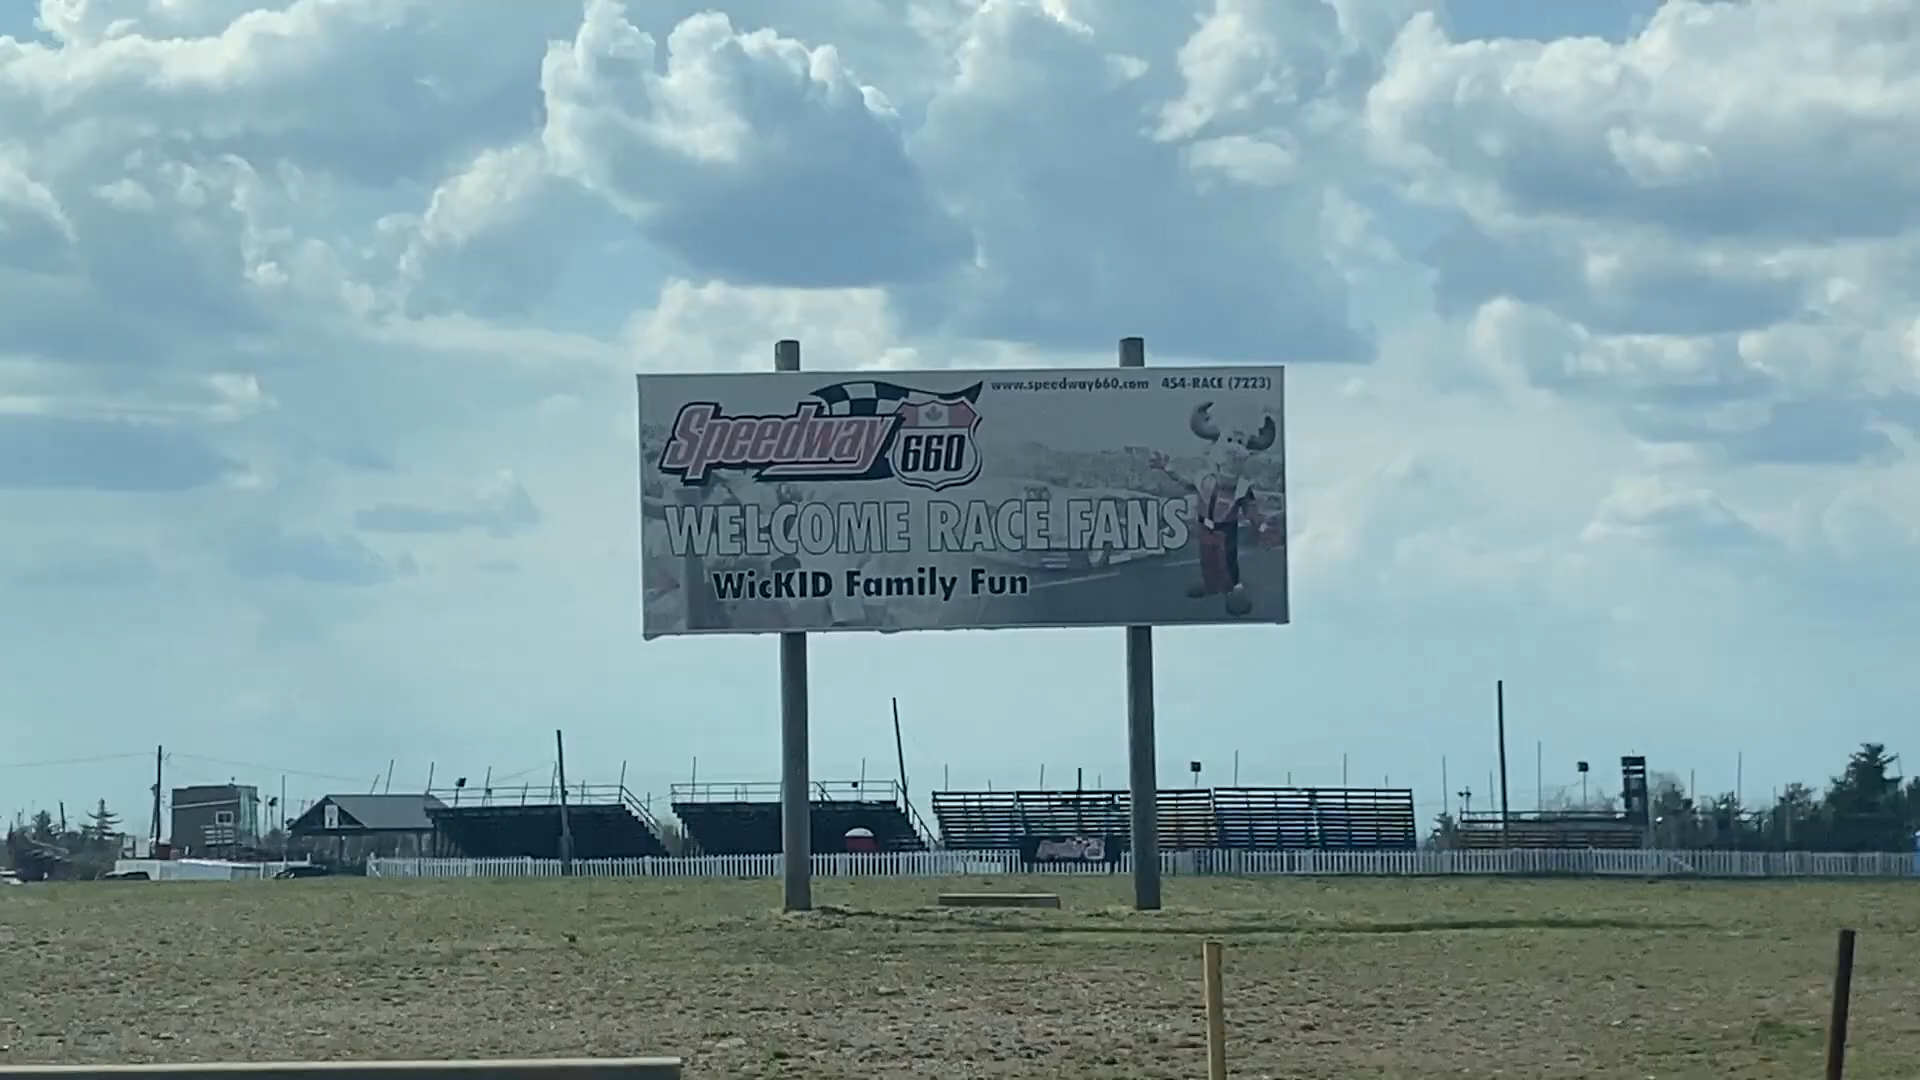 www.speedway660.com 454-RACE (7223)
Speedway
660
WELCOME RACE FANS
WicKID Family Fun